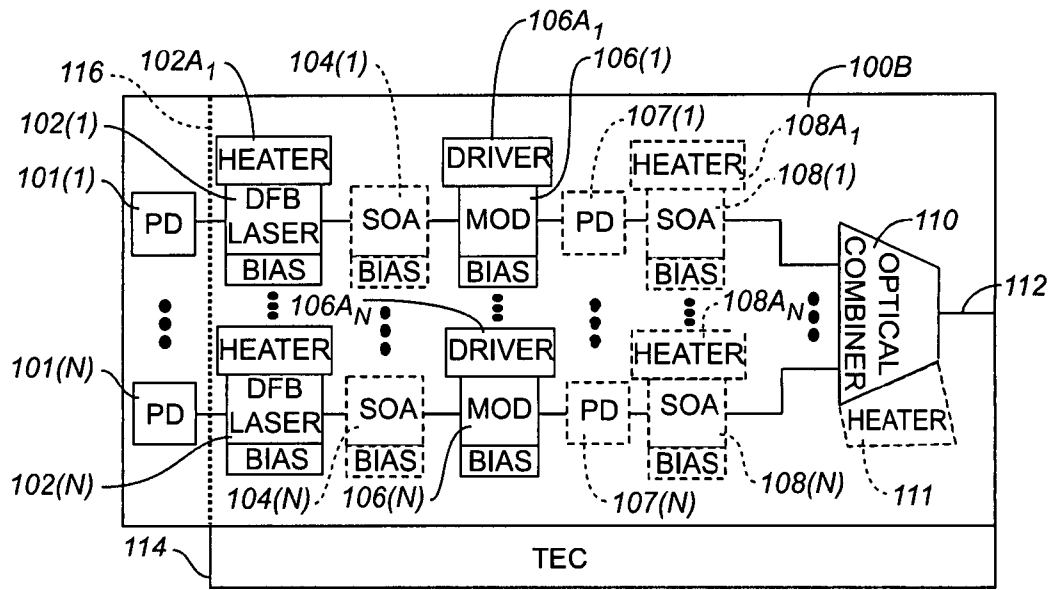 106A1
102A1
104(1)
106(1)
116
100B
102(1)
107(1)
108A1
101(1)
HEATER
DRIVER
HEATER
108(1)
PD
DFB LASER
SOA
MOD
PD
SOA
110
BIAS
BIAS
BIAS
OPTICAL COMBINER
112
106AN
108AN
HEATER
DRIVER
HEATER
101(N)
PD
DFB LASER
SOA
MOD
PD
SOA
HEATER
BIAS
BIAS
BIAS
BIAS
102(N)
104(N)
106(N)
107(N)
108(N)
111
114
TEC